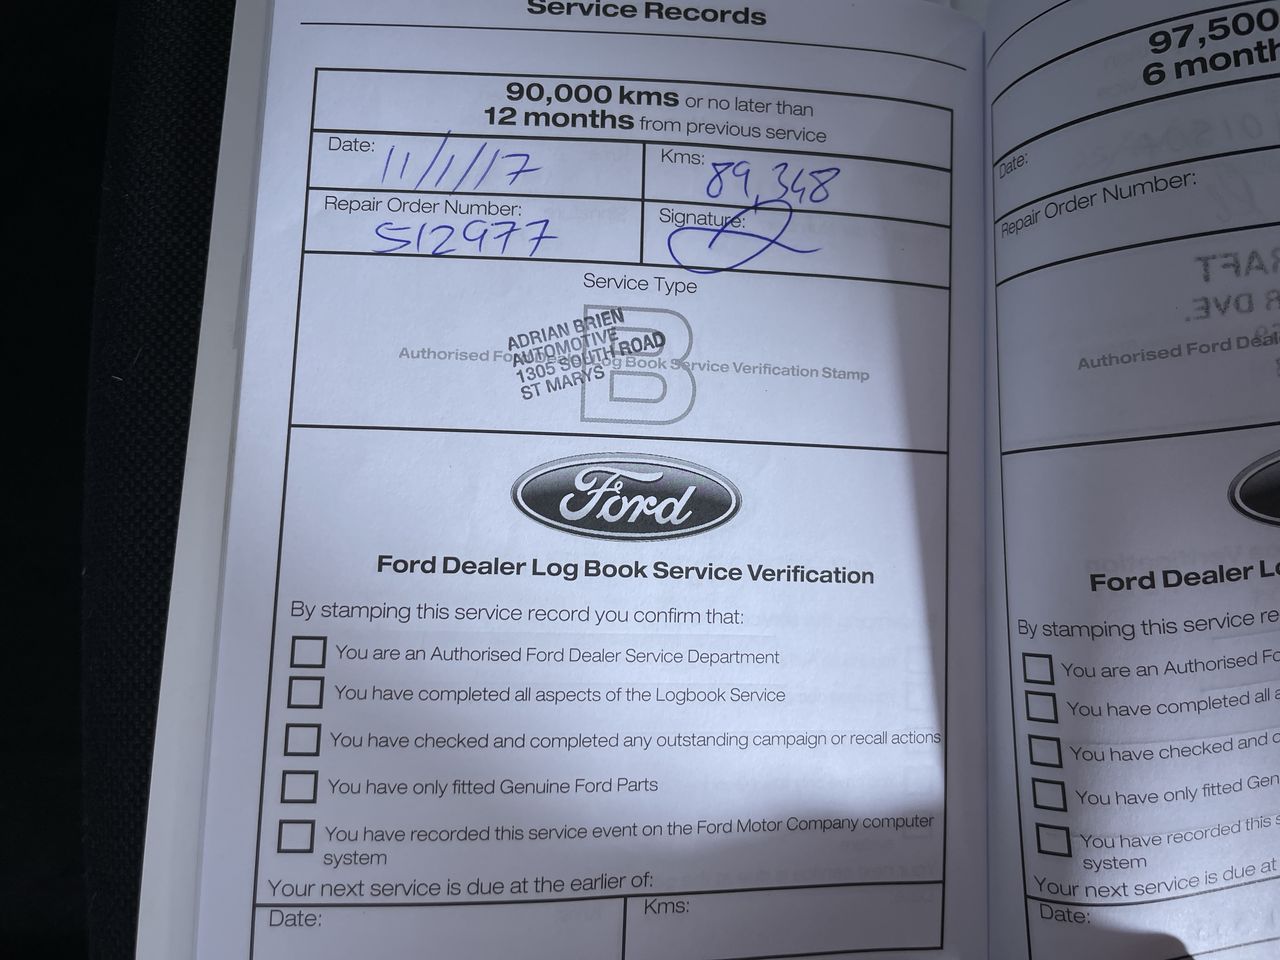 Service Records
90,000 kms or no later than
12 months from previous service
Date: 11/1/17
Kms: 89,348
Repair Order Number: 512977
Signature:
Service Type
B
Authorised Ford Dealer Log Book Service Verification Stamp
ADRIAN BRIEN
AUTOMOTIVE
1305 SOUTH ROAD
ST MARYS
Ford
Ford Dealer Log Book Service Verification
By stamping this service record you confirm that:
You are an Authorised Ford Dealer Service Department
You have completed all aspects of the Logbook Service
You have checked and completed any outstanding campaign or recall actions
You have only fitted Genuine Ford Parts
You have recorded this service event on the Ford Motor Company computer
system
Your next service is due at the earlier of:
Date:
Kms:
97,500
6 month
Date:
Repair Order Number:
Authorised Ford Deal
Ford Dealer L
By stamping this service re
You are an Authorised Fo
You have completed all a
You have checked and c
You have only fitted Gen
You have recorded this s
system
Your next service is due at
Date: